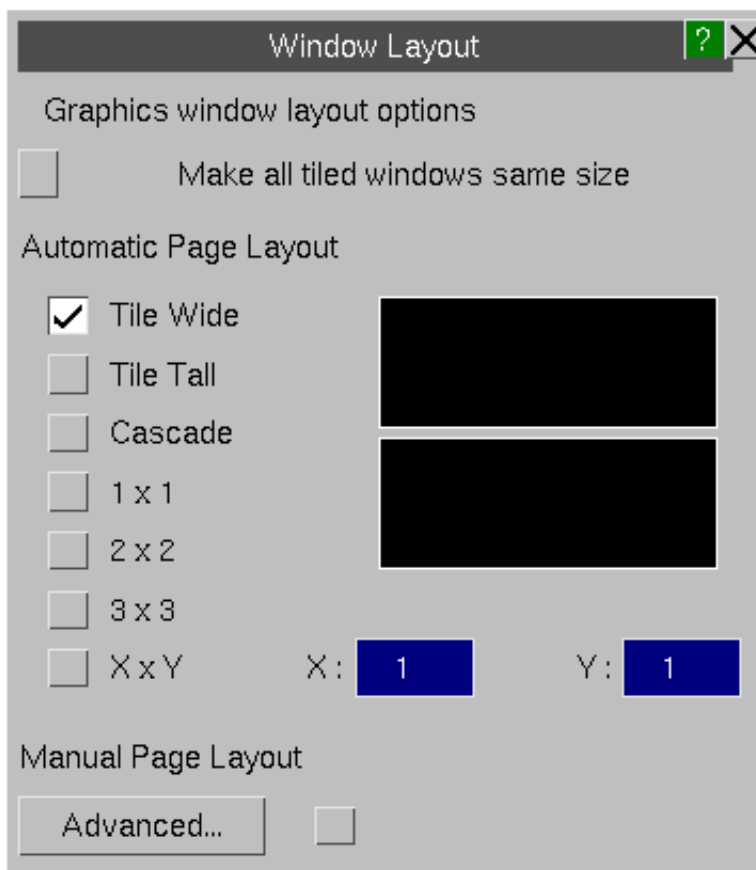 Window Layout ? X
Graphics window layout options
Make all tiled windows same size
Automatic Page Layout
Tile Wide
Tile Tall
Cascade
1 x 1
2 x 2
3 x 3
X x Y X : 1 Y : 1
Manual Page Layout
Advanced...